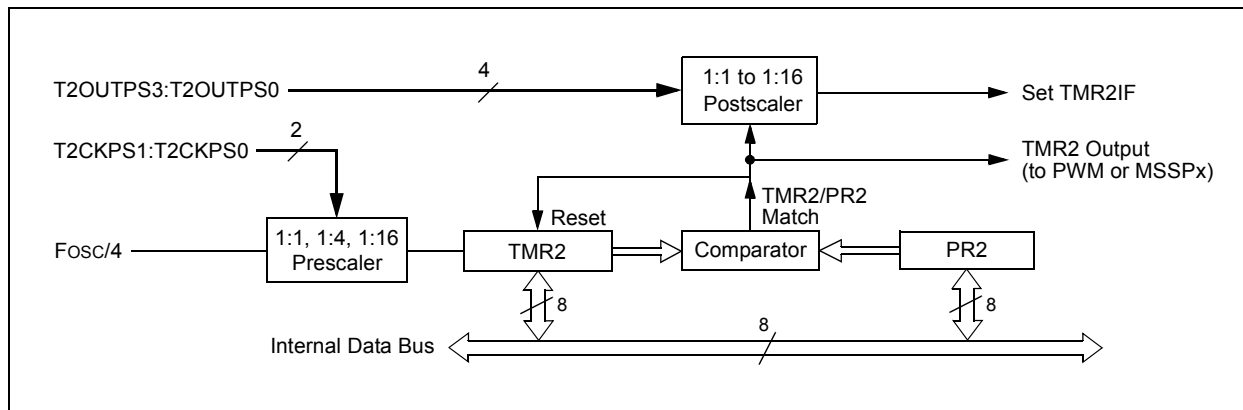 T2OUTPS3:T2OUTPS0
4
1:1 to 1:16
Postscaler
Set TMR2IF
T2CKPS1:T2CKPS0
2
TMR2 Output
(to PWM or MSSPx)
TMR2/PR2
Match
Reset
FOSC/4
1:1, 1:4, 1:16
Prescaler
TMR2
Comparator
PR2
8
8
8
Internal Data Bus